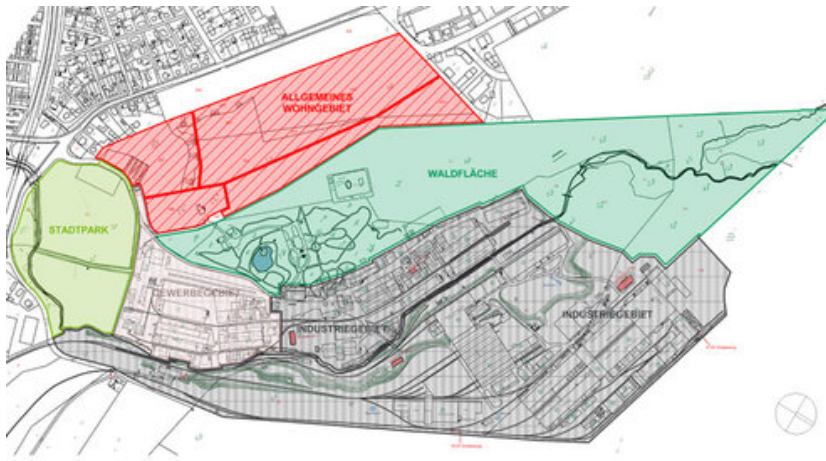 ALLGEMEINES
WOHNGEBIET
WALDFLÄCHE
STADTPARK
GEWERBEGEBIET
INDUSTRIEGEBIET
INDUSTRIEGEBIET